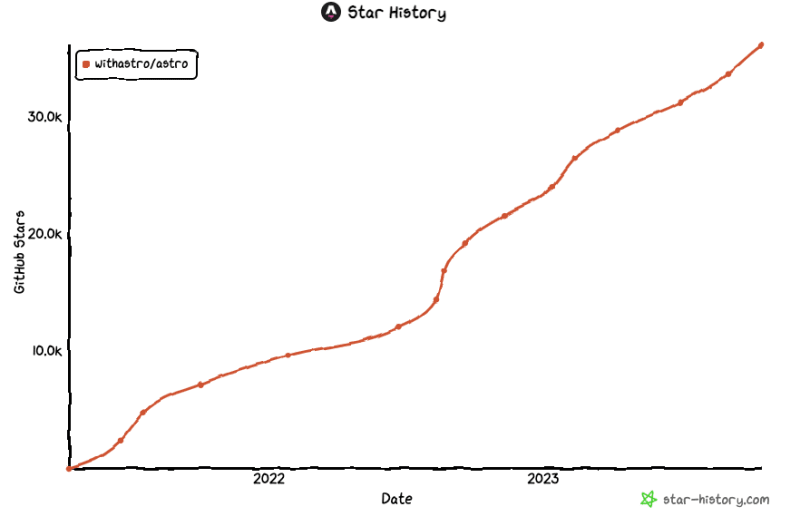 Star History
withastro/astro
GitHub Stars
30.0k
20.0k
10.0k
2022
2023
Date
star-history.com